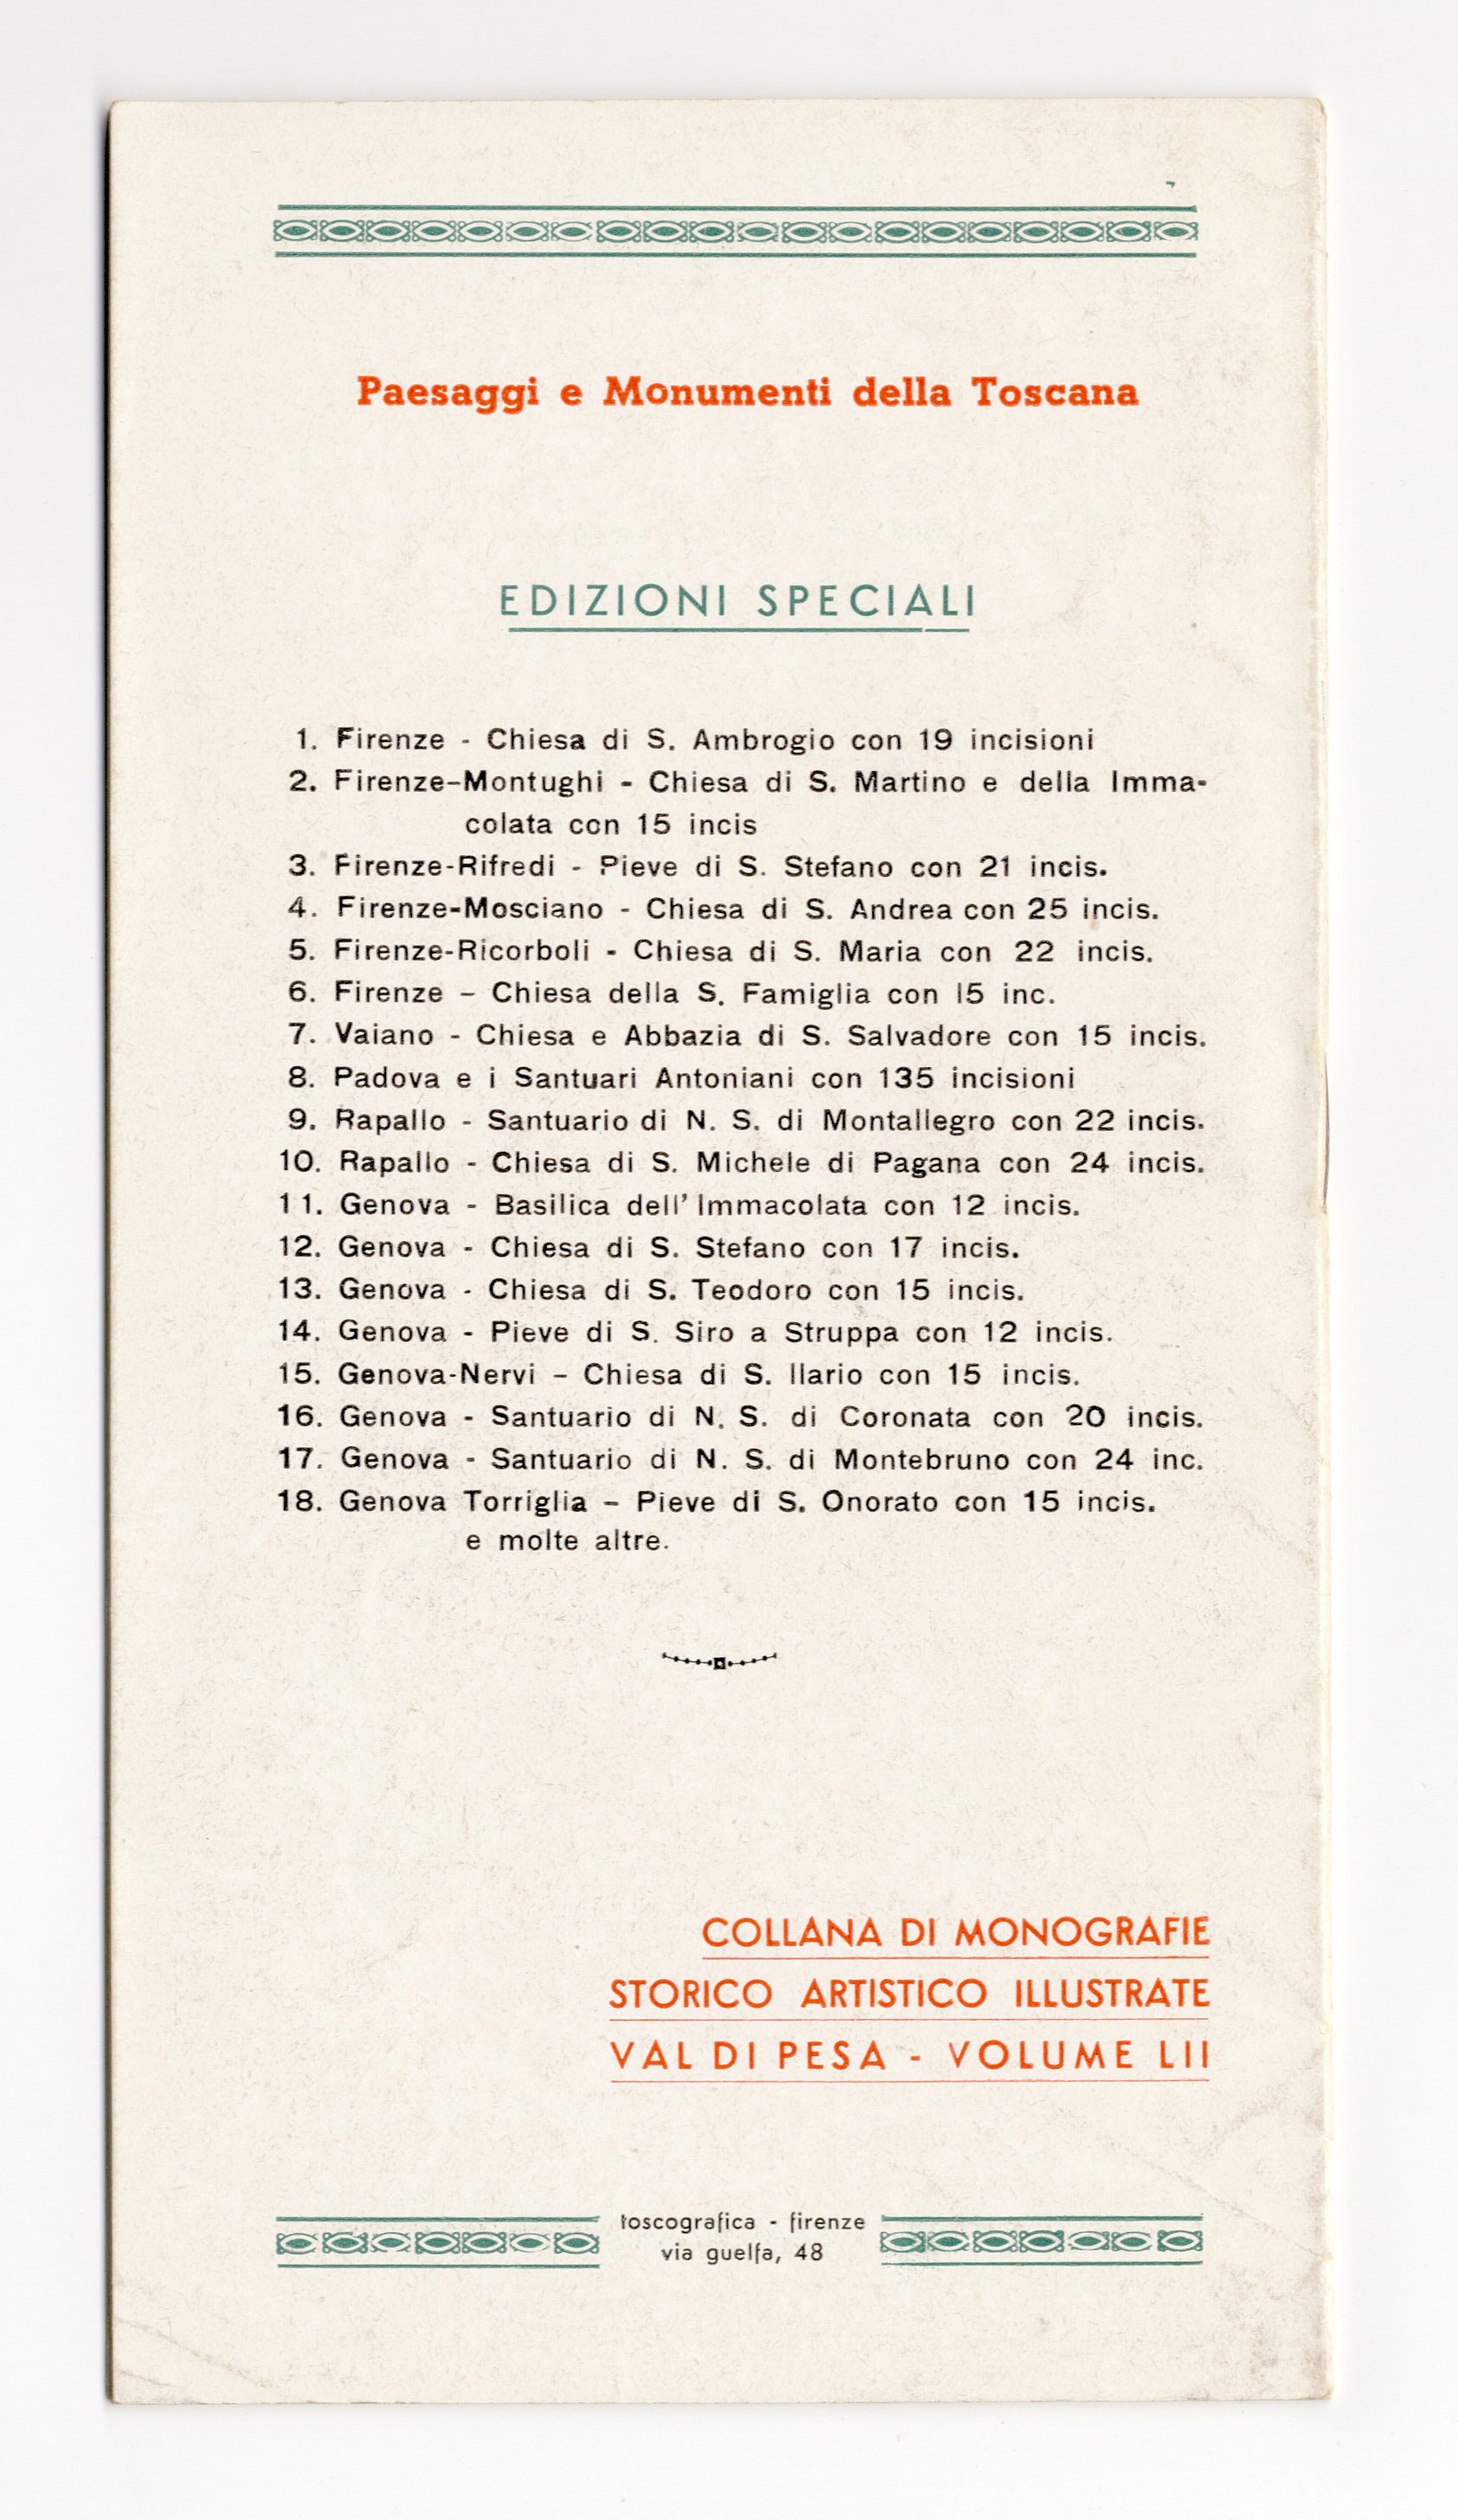 Paesaggi e Monumenti della Toscana
EDIZIONI SPECIALI
1. Firenze - Chiesa di S. Ambrogio con 19 incisioni
2. Firenze-Montughi - Chiesa di S. Martino e della Imma-
colata con 15 incis
3. Firenze-Rifredi - Pieve di S. Stefano con 21 incis.
4. Firenze-Mosciano - Chiesa di S. Andrea con 25 incis.
5. Firenze-Ricorboli - Chiesa di S. Maria con 22 incis.
6. Firenze – Chiesa della S. Famiglia con 15 inc.
7. Vaiano - Chiesa e Abbazia di S. Salvadore con 15 incis.
8. Padova e i Santuari Antoniani con 135 incisioni
9. Rapallo - Santuario di N. S. di Montallegro con 22 incis.
10. Rapallo - Chiesa di S. Michele di Pagana con 24 incis.
11. Genova - Basilica dell' Immacolata con 12 incis.
12. Genova - Chiesa di S. Stefano con 17 incis.
13. Genova - Chiesa di S. Teodoro con 15 incis.
14. Genova - Pieve di S. Siro a Struppa con 12 incis.
15. Genova-Nervi – Chiesa di S. Ilario con 15 incis.
16. Genova - Santuario di N. S. di Coronata con 20 incis.
17. Genova - Santuario di N. S. di Montebruno con 24 inc.
18. Genova Torriglia – Pieve di S. Onorato con 15 incis.
e molte altre.
COLLANA DI MONOGRAFIE
STORICO ARTISTICO ILLUSTRATE
VAL DI PESA - VOLUME LII
toscografica - firenze
via guelfa, 48